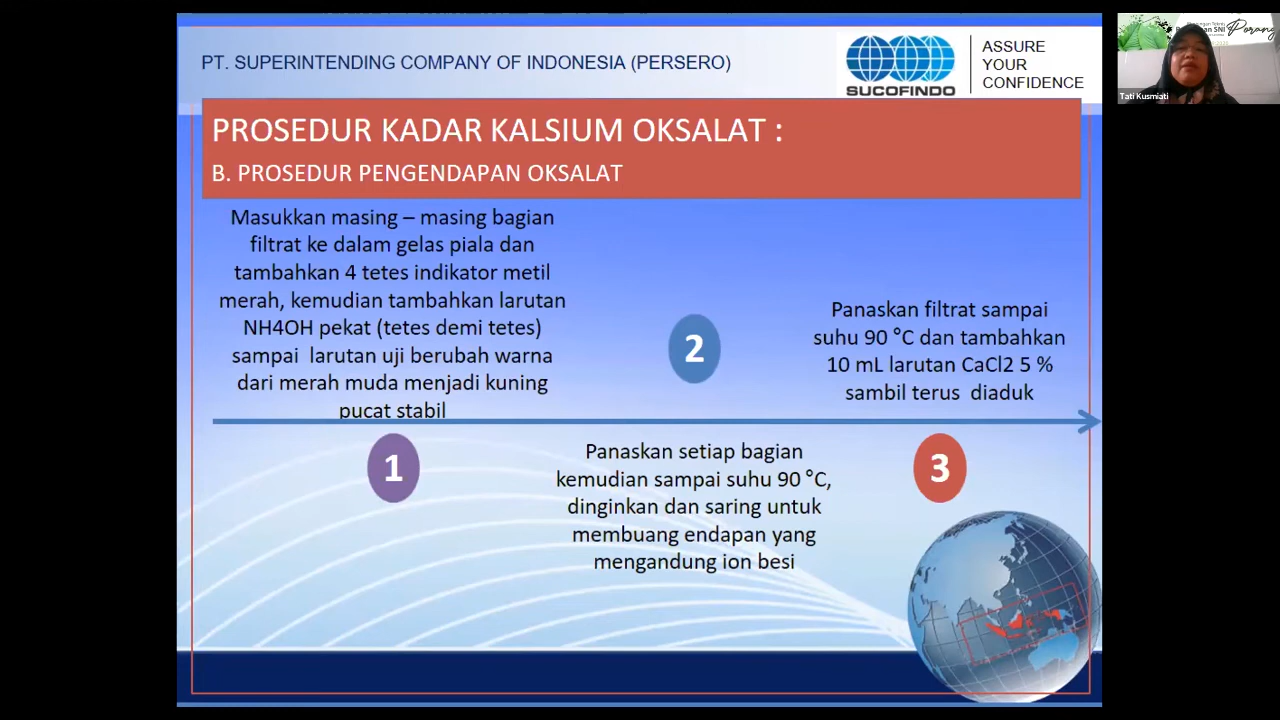 PT. SUPERINTENDING COMPANY OF INDONESIA (PERSERO)
SUCOFINDO
ASSURE
YOUR
CONFIDENCE
PROSEDUR KADAR KALSIUM OKSALAT :
B. PROSEDUR PENGENDAPAN OKSALAT
Masukkan masing – masing bagian
filtrat ke dalam gelas piala dan
tambahkan 4 tetes indikator metil
merah, kemudian tambahkan larutan
NH4OH pekat (tetes demi tetes)
sampai larutan uji berubah warna
dari merah muda menjadi kuning
pucat stabil
1
2
Panaskan setiap bagian
kemudian sampai suhu 90 °C,
dinginkan dan saring untuk
membuang endapan yang
mengandung ion besi
Panaskan filtrat sampai
suhu 90 °C dan tambahkan
10 mL larutan CaCl2 5 %
sambil terus diaduk
3
SNI
Porang
Tati Kusmiati